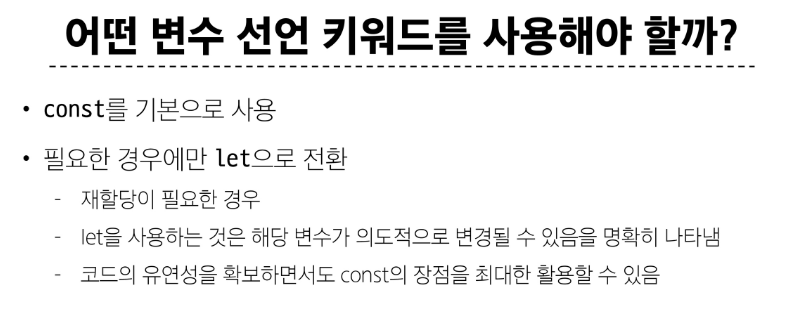 어떤 변수 선언 키워드를 사용해야 할까?
• const를 기본으로 사용
• 필요한 경우에만 let으로 전환
- 재할당이 필요한 경우
- let을 사용하는 것은 해당 변수가 의도적으로 변경될 수 있음을 명확히 나타냄
- 코드의 유연성을 확보하면서도 const의 장점을 최대한 활용할 수 있음